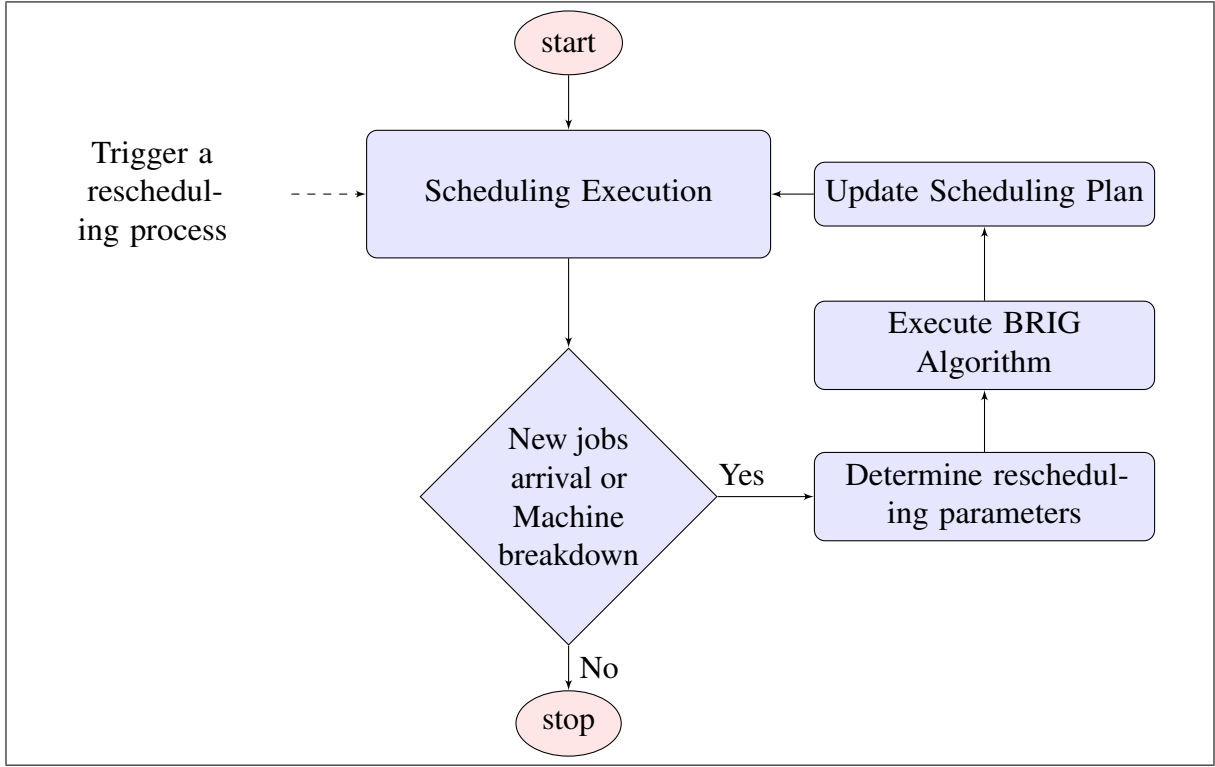 start
Trigger a
reschedul-
ing process
Scheduling Execution
Update Scheduling Plan
Execute BRIG
Algorithm
New jobs
arrival or
Machine
breakdown
Yes
Determine reschedul-
ing parameters
No
stop